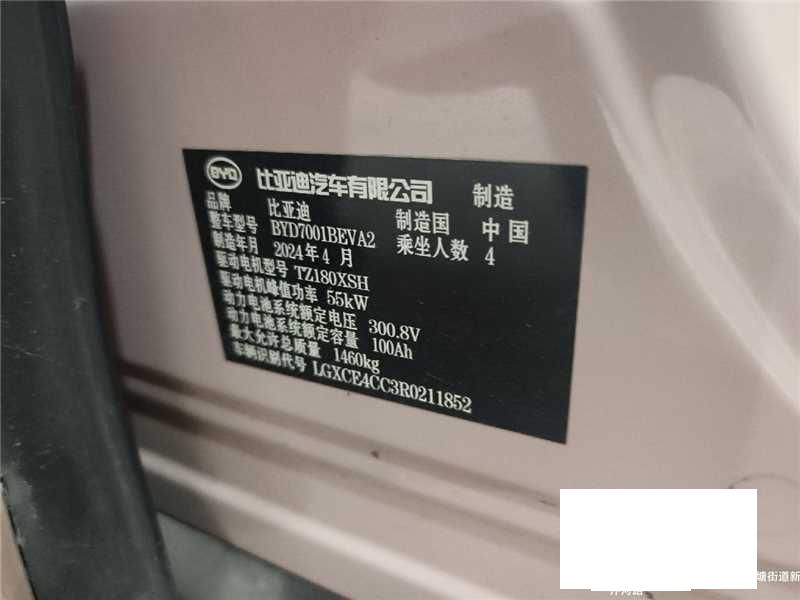 BYD 比亚迪汽车有限公司 制造
品牌 比亚迪 制造国 中国
整车型号 BYD7001BEVA2 乘坐人数 4
制造年月 2024年4月
驱动电机型号 TZ180XSH
驱动电机峰值功率 55kW
动力电池系统额定电压 300.8V
动力电池系统额定容量 100Ah
最大允许总质量 1460kg
车辆识别代号 LGXCE4CC3R0211852
塘街道新